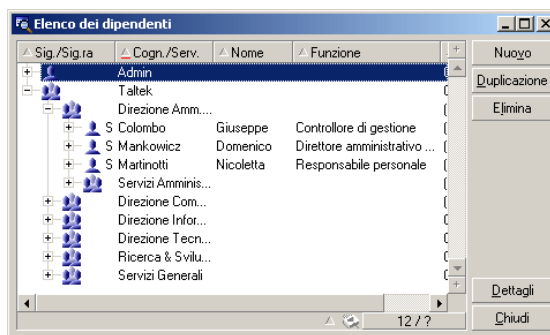 Elenco dei dipendenti
Sig./Sig.ra Cogn./Serv. Nome Funzione
Admin
Taltek
Direzione Amm....
S Colombo Giuseppe Controllore di gestione
S Mankowicz Domenico Direttore amministrativo ...
S Martinotti Nicoletta Responsabile personale
Servizi Amminis...
Direzione Com...
Direzione Infor...
Direzione Tecn...
Ricerca & Svilu...
Servizi Generali
12 / ?
Nuovo
Duplicazione
Elimina
Dettagli
Chiudi